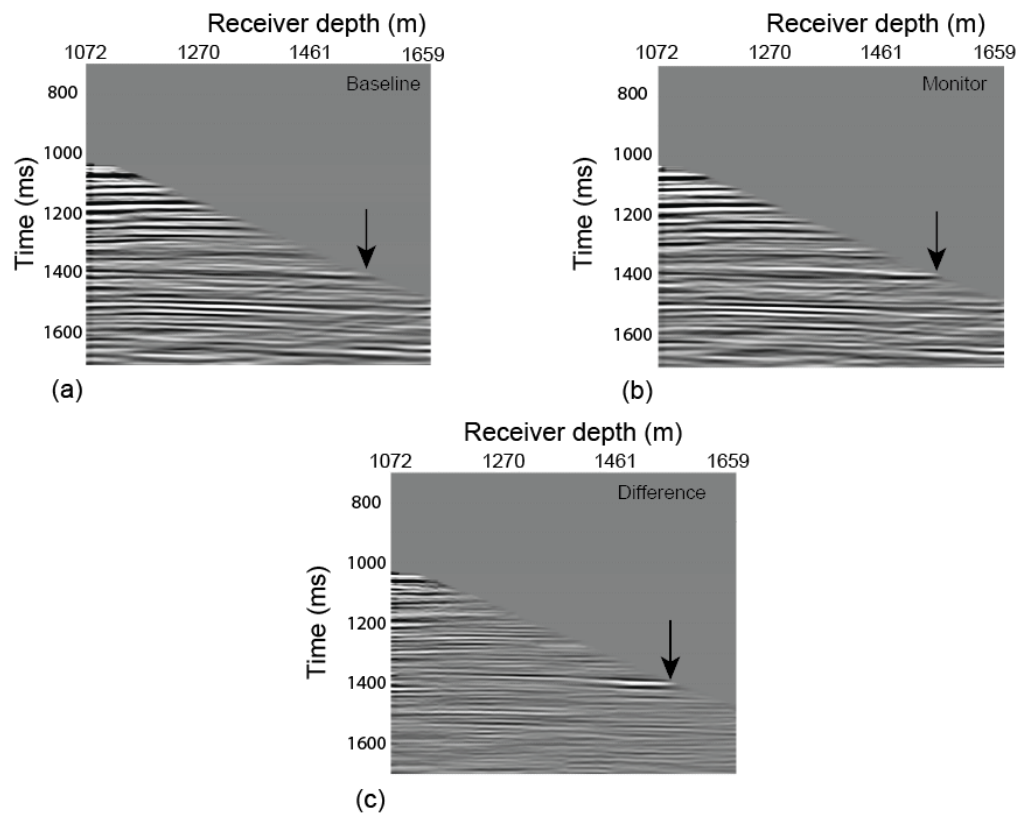 Receiver depth (m)
1072 1270 1461 1659
Baseline
Time (ms)
800
1000
1200
1400
1600
(a)
Receiver depth (m)
1072 1270 1461 1659
Monitor
Time (ms)
800
1000
1200
1400
1600
(b)
Receiver depth (m)
1072 1270 1461 1659
Difference
Time (ms)
800
1000
1200
1400
1600
(c)